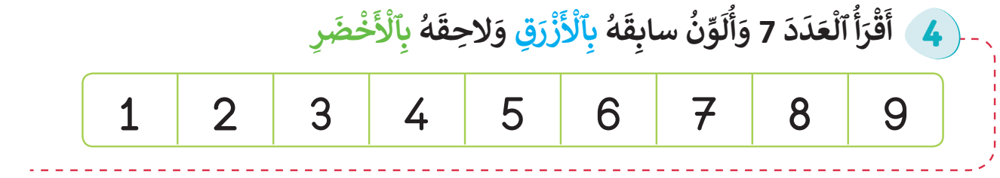 4 أَقْرَأُ ٱلْعَدَدَ 7 وَأُلَوِّنُ سابِقَهُ بِٱلْأَزْرَقِ وَلاحِقَهُ بِٱلْأَخْضَرِ
1 2 3 4 5 6 7 8 9